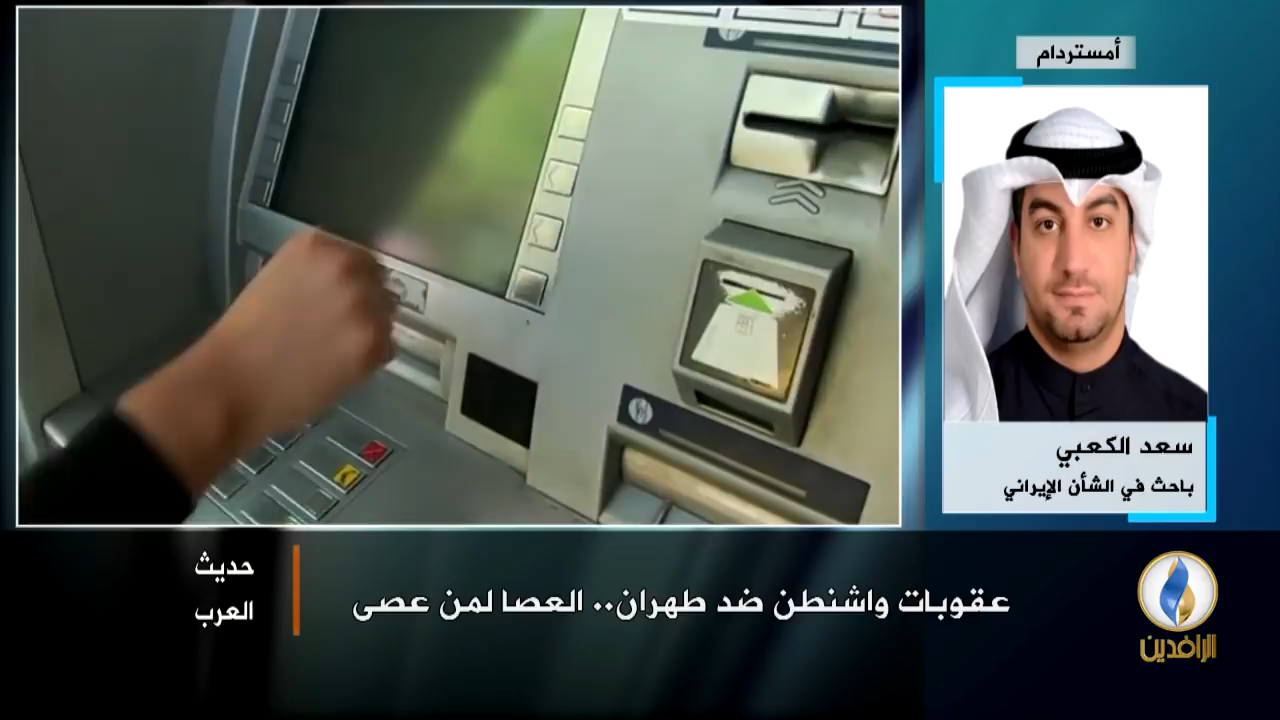 أمستردام
سعد الكعبي
باحث في الشأن الإيراني
حديث
العرب
عقوبات واشنطن ضد طهران.. العصا لمن عصى
الرافدين